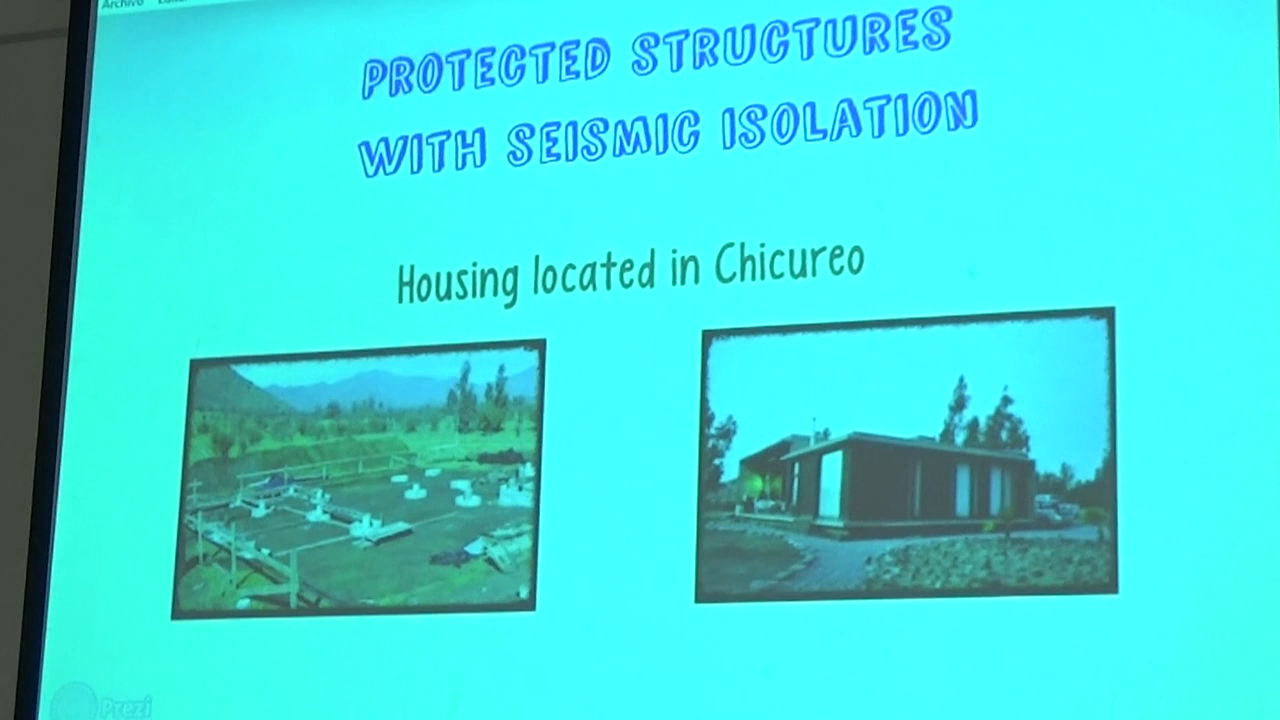 Archivo
PROTECTED STRUCTURES
WITH SEISMIC ISOLATION
Housing located in Chicureo
Prezi